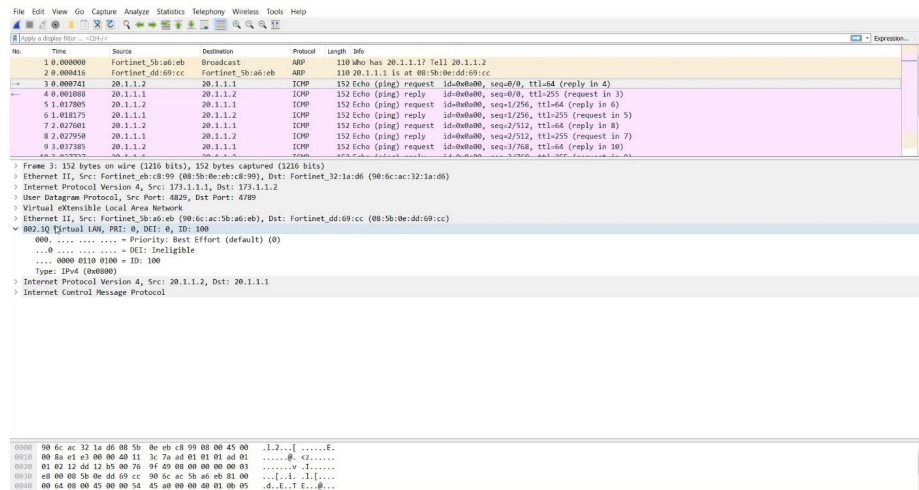 File Edit View Go Capture Analyze Statistics Telephony Wireless Tools Help
Apply a display filter ... <Ctrl-/> Expression...
No. Time Source Destination Protocol Length Info
1 0.000000 Fortinet_5b:a6:eb Broadcast ARP 110 Who has 20.1.1.1? Tell 20.1.1.2
2 0.000416 Fortinet_dd:69:cc Fortinet_5b:a6:eb ARP 110 20.1.1.1 is at 08:5b:0e:dd:69:cc
3 0.000741 20.1.1.2 20.1.1.1 ICMP 152 Echo (ping) request id=0x0a00, seq=0/0, ttl=64 (reply in 4)
4 0.001088 20.1.1.1 20.1.1.2 ICMP 152 Echo (ping) reply id=0x0a00, seq=0/0, ttl=255 (request in 3)
5 1.017805 20.1.1.2 20.1.1.1 ICMP 152 Echo (ping) request id=0x0a00, seq=1/256, ttl=64 (reply in 6)
6 1.018175 20.1.1.1 20.1.1.2 ICMP 152 Echo (ping) reply id=0x0a00, seq=1/256, ttl=255 (request in 5)
7 2.027601 20.1.1.2 20.1.1.1 ICMP 152 Echo (ping) request id=0x0a00, seq=2/512, ttl=64 (reply in 8)
8 2.027950 20.1.1.1 20.1.1.2 ICMP 152 Echo (ping) reply id=0x0a00, seq=2/512, ttl=255 (request in 7)
9 3.037385 20.1.1.2 20.1.1.1 ICMP 152 Echo (ping) request id=0x0a00, seq=3/768, ttl=64 (reply in 10)
> Frame 3: 152 bytes on wire (1216 bits), 152 bytes captured (1216 bits)
> Ethernet II, Src: Fortinet_eb:c8:99 (08:5b:0e:eb:c8:99), Dst: Fortinet_32:1a:d6 (90:6c:ac:32:1a:d6)
> Internet Protocol Version 4, Src: 173.1.1.1, Dst: 173.1.1.2
> User Datagram Protocol, Src Port: 4829, Dst Port: 4789
> Virtual eXtensible Local Area Network
> Ethernet II, Src: Fortinet_5b:a6:eb (90:6c:ac:5b:a6:eb), Dst: Fortinet_dd:69:cc (08:5b:0e:dd:69:cc)
802.1Q Virtual LAN, PRI: 0, DEI: 0, ID: 100
000. .... .... .... = Priority: Best Effort (default) (0)
...0 .... .... .... = DEI: Ineligible
.... 0000 0110 0100 = ID: 100
Type: IPv4 (0x0800)
> Internet Protocol Version 4, Src: 20.1.1.2, Dst: 20.1.1.1
> Internet Control Message Protocol
0000 90 6c ac 32 1a d6 08 5b 0e eb c8 99 08 00 45 00 .l.2...[ ......E.
0010 00 8a e1 e3 00 00 40 11 3c 7a ad 01 01 01 ad 01 ......@. <z......
0020 01 02 12 dd 12 b5 00 76 9f 49 08 00 00 00 00 03 .......v .I......
0030 e8 00 08 5b 0e dd 69 cc 90 6c ac 5b a6 eb 81 00 ...[..i. .l.[....
0040 00 64 08 00 45 00 00 54 45 a0 00 00 40 01 0b 05 .d..E..T E...@...